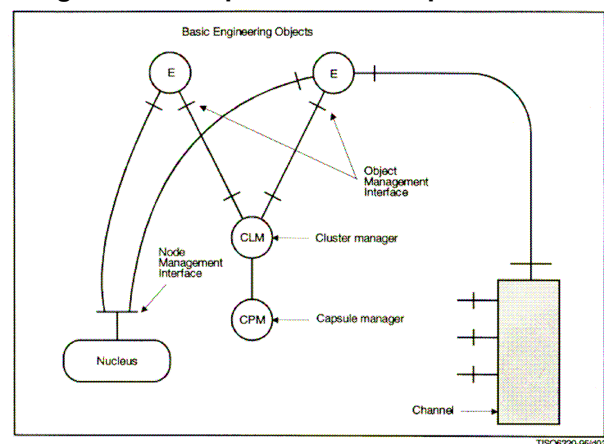 Basic Engineering Objects
E
E
Object
Management
Interface
CLM
Cluster manager
Node
Management
Interface
CPM
Capsule manager
Nucleus
Channel